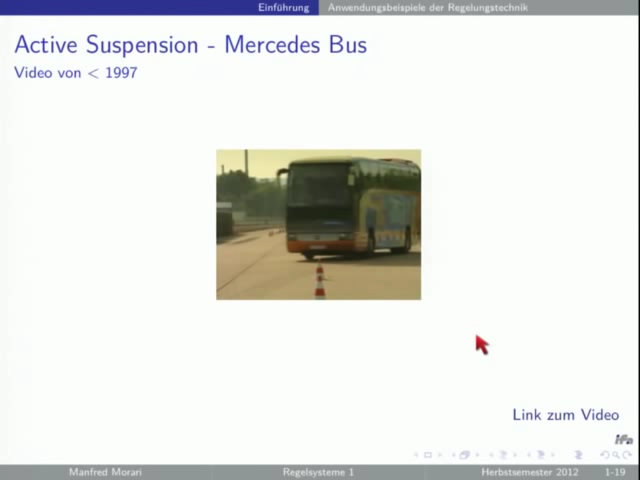 Einführung Anwendungsbeispiele der Regelungstechnik
Active Suspension - Mercedes Bus
Video von < 1997
Link zum Video
ifa
Manfred Morari Regelsysteme 1 Herbstsemester 2012 1-19